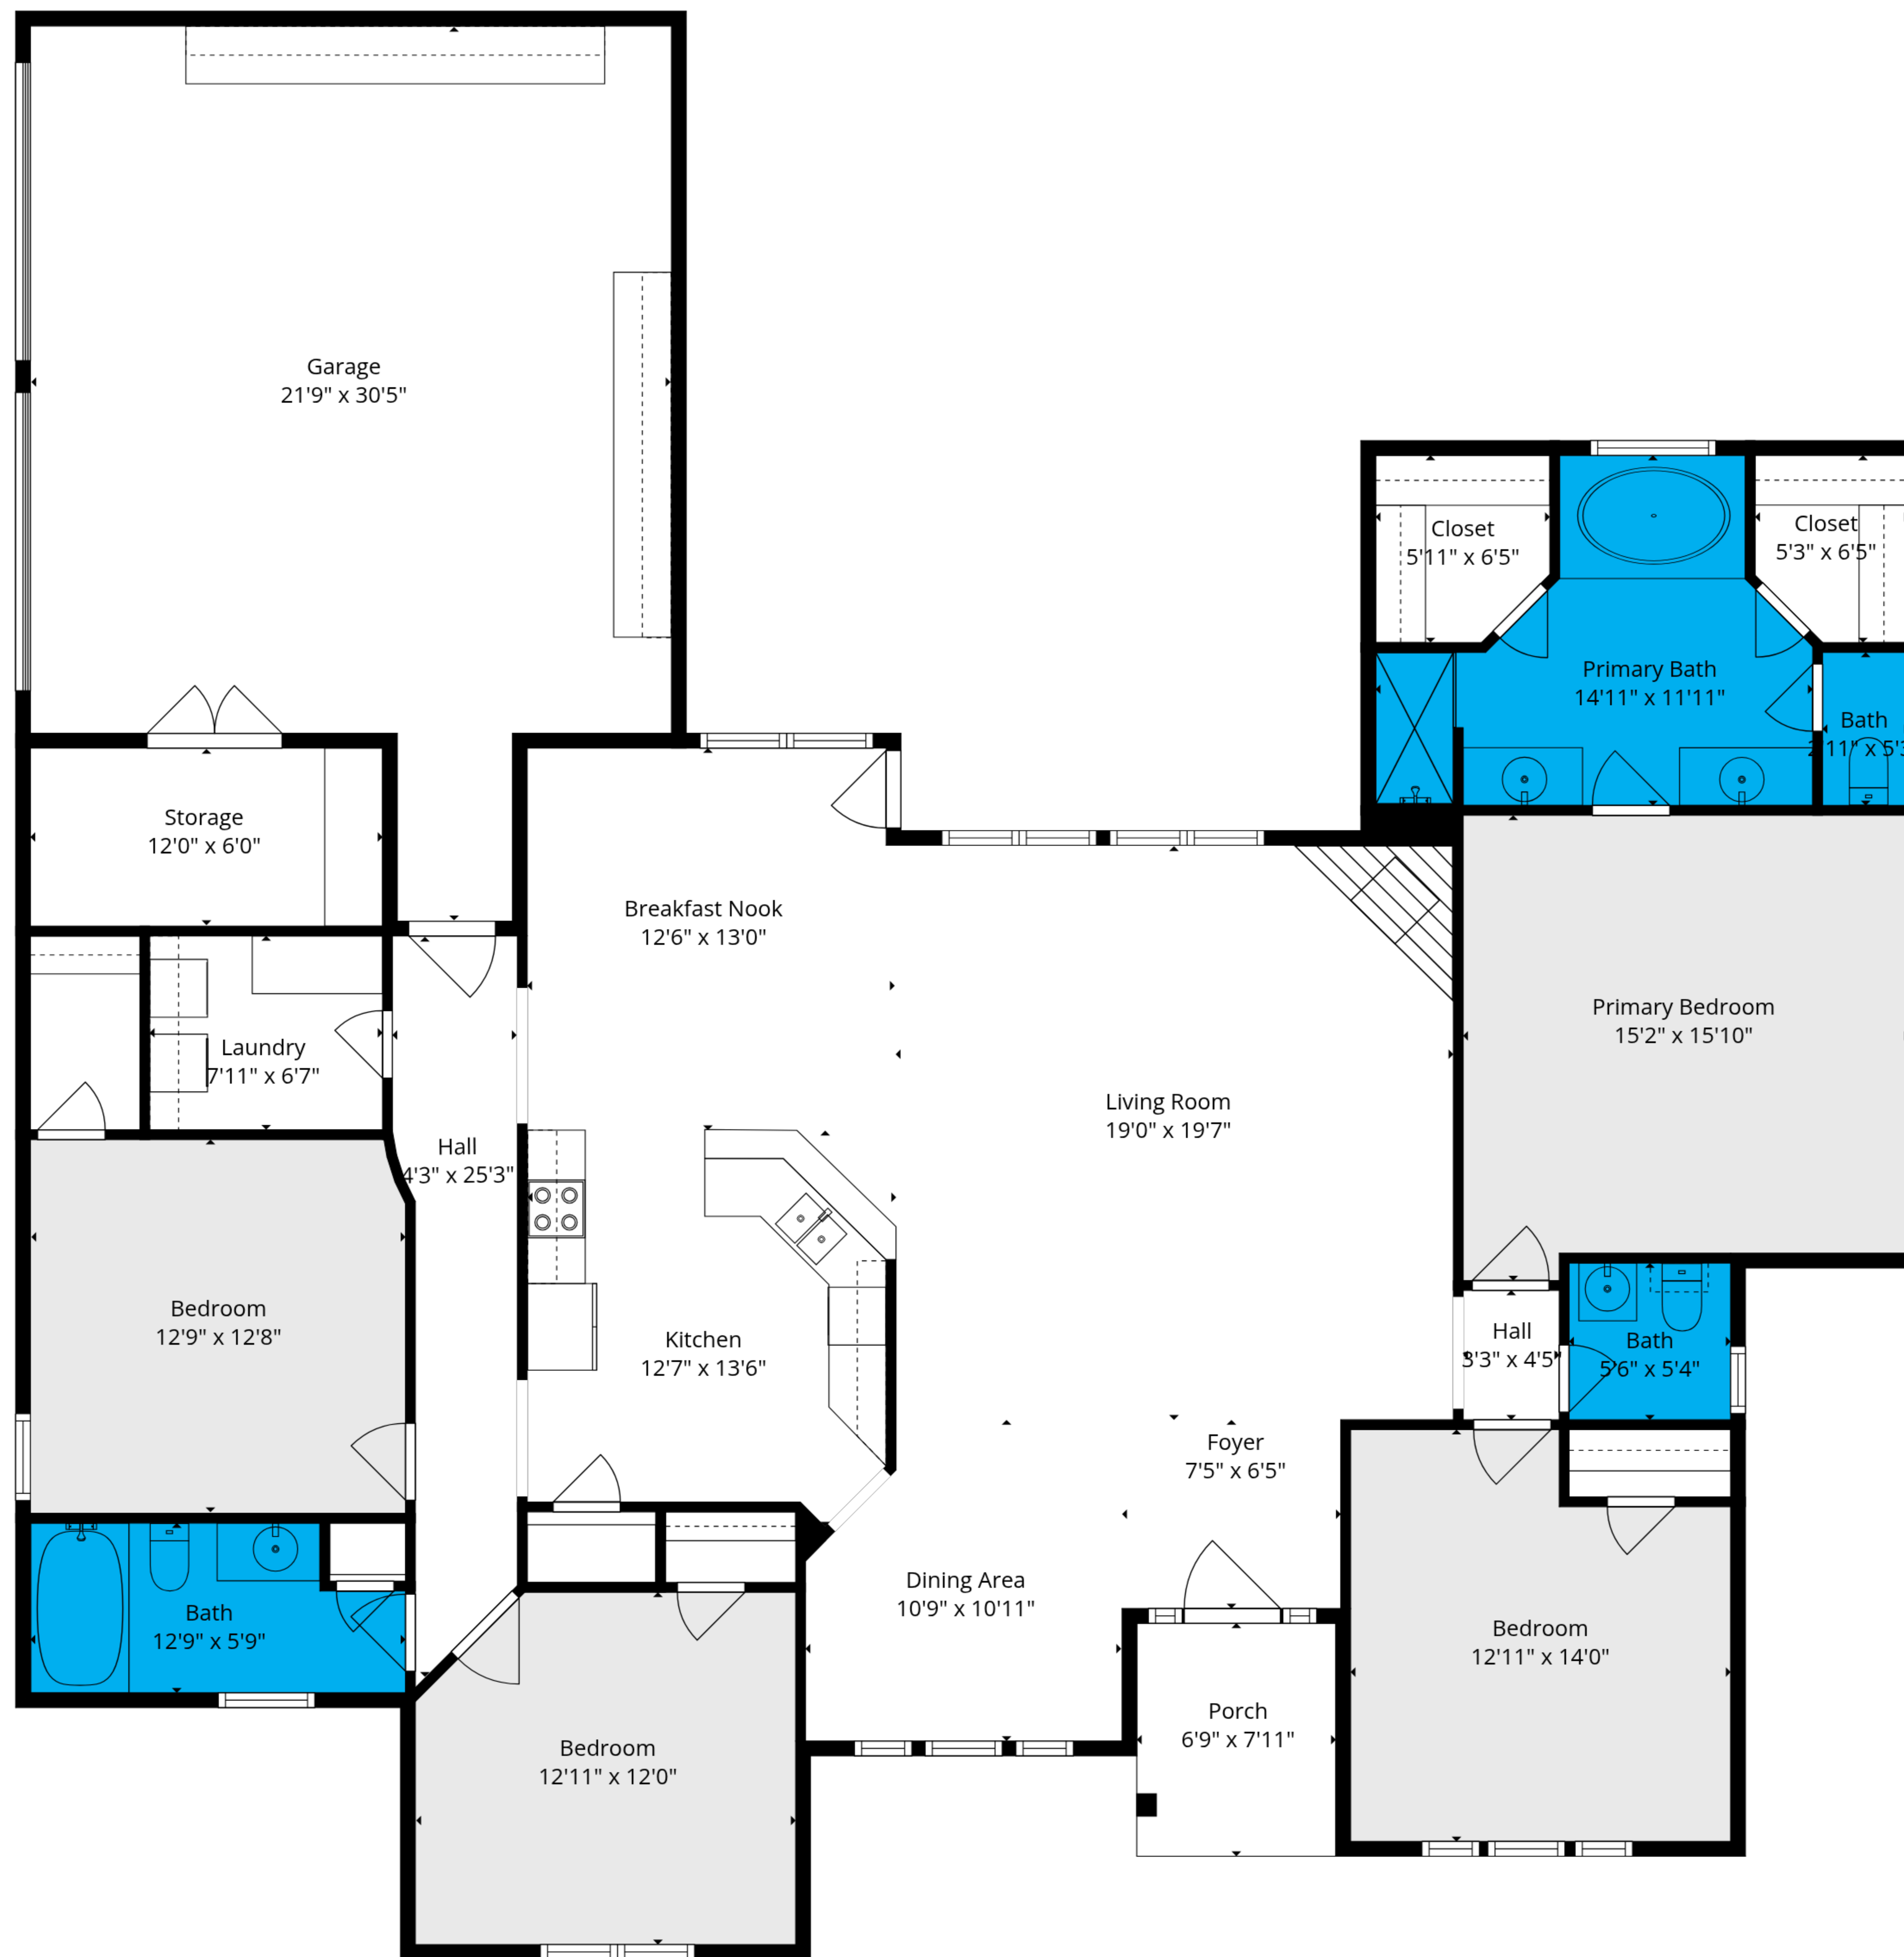 Garage
21'9" x 30'5"
Closet
5'11" x 6'5"
Closet
5'3" x 6'5"
Primary Bath
14'11" x 11'11"
Bath
Storage
12'0" x 6'0"
Breakfast Nook
12'6" x 13'0"
Primary Bedroom
15'2" x 15'10"
Laundry
7'11" x 6'7"
Living Room
19'0" x 19'7"
Hall
4'3" x 25'3"
Bedroom
12'9" x 12'8"
Kitchen
12'7" x 13'6"
Hall
3'3" x 4'5"
Bath
5'6" x 5'4"
Foyer
7'5" x 6'5"
Dining Area
10'9" x 10'11"
Bath
12'9" x 5'9"
Bedroom
12'11" x 14'0"
Porch
6'9" x 7'11"
Bedroom
12'11" x 12'0"